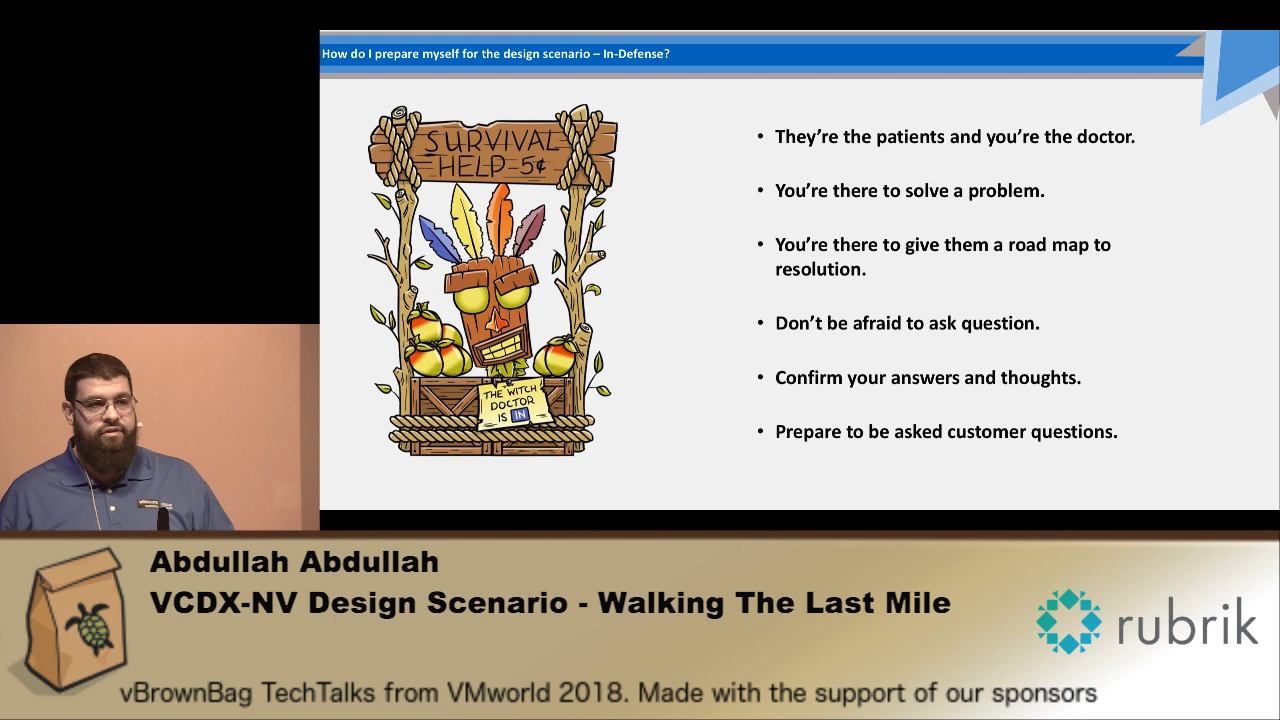 How do I prepare myself for the design scenario – In-Defense?
SURVIVAL
HELP-5¢
THE WITCH
DOCTOR
IS IN
• They're the patients and you're the doctor.
• You're there to solve a problem.
• You're there to give them a road map to
resolution.
• Don't be afraid to ask question.
• Confirm your answers and thoughts.
• Prepare to be asked customer questions.
Abdullah Abdullah
VCDX-NV Design Scenario - Walking The Last Mile
rubrik
vBrownBag TechTalks from VMworld 2018. Made with the support of our sponsors